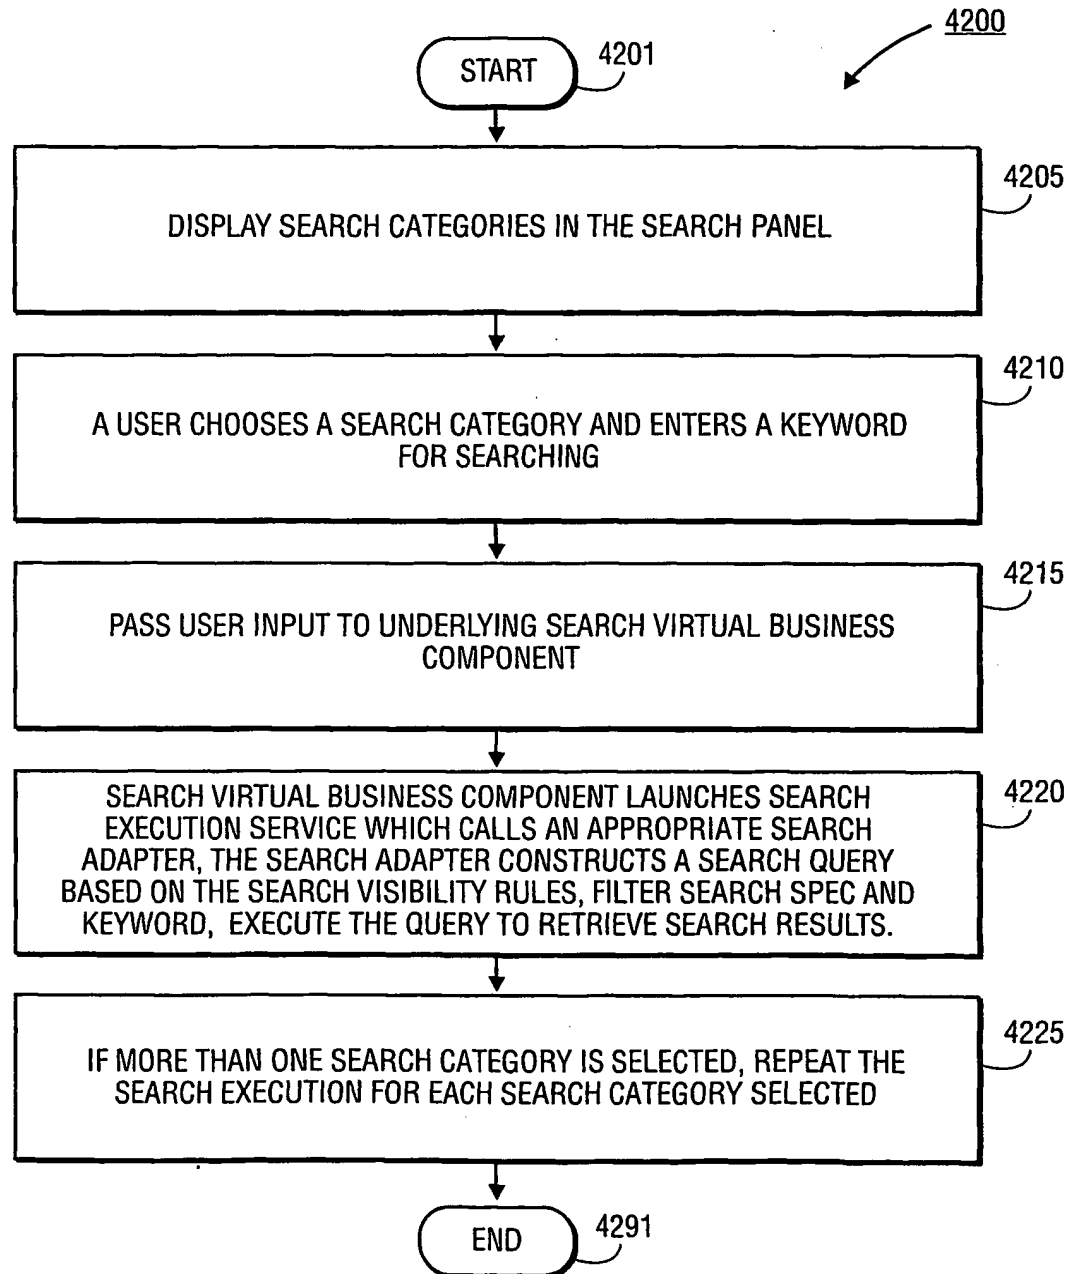 4200
START
4201
4205
DISPLAY SEARCH CATEGORIES IN THE SEARCH PANEL
4210
A USER CHOOSES A SEARCH CATEGORY AND ENTERS A KEYWORD
FOR SEARCHING
4215
PASS USER INPUT TO UNDERLYING SEARCH VIRTUAL BUSINESS
COMPONENT
4220
SEARCH VIRTUAL BUSINESS COMPONENT LAUNCHES SEARCH
EXECUTION SERVICE WHICH CALLS AN APPROPRIATE SEARCH
ADAPTER, THE SEARCH ADAPTER CONSTRUCTS A SEARCH QUERY
BASED ON THE SEARCH VISIBILITY RULES, FILTER SEARCH SPEC AND
KEYWORD, EXECUTE THE QUERY TO RETRIEVE SEARCH RESULTS.
4225
IF MORE THAN ONE SEARCH CATEGORY IS SELECTED, REPEAT THE
SEARCH EXECUTION FOR EACH SEARCH CATEGORY SELECTED
END
4291